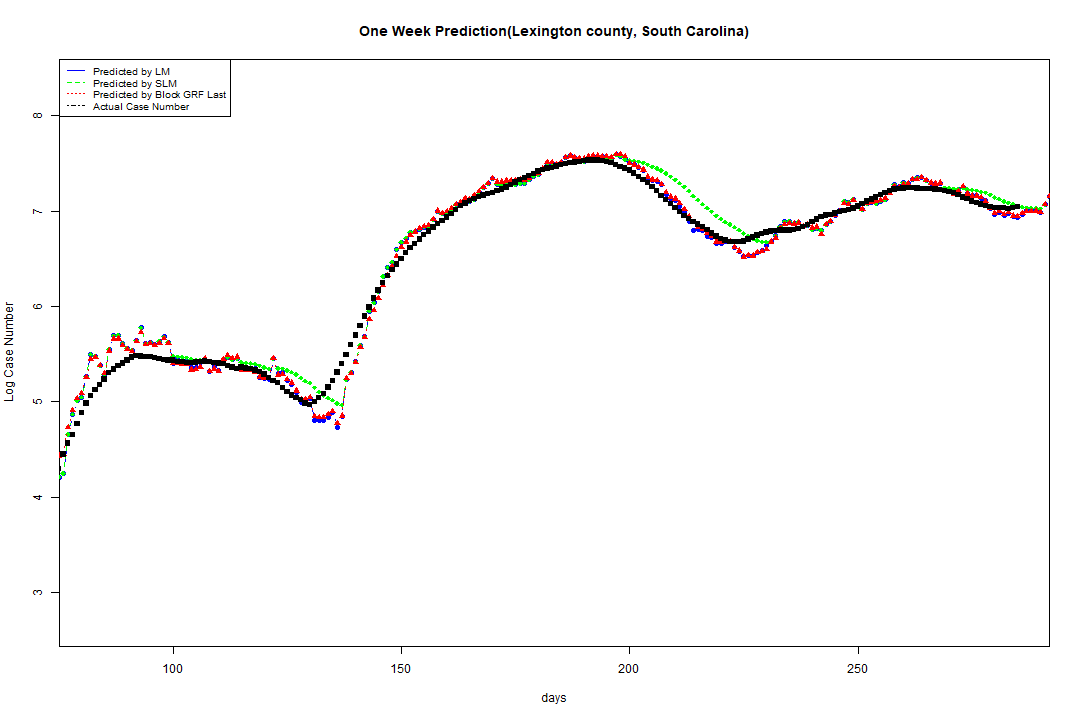 One Week Prediction(Lexington county, South Carolina)
Predicted by LM
Predicted by SLM
Predicted by Block GRF Last
Actual Case Number
8
7
6
5
4
3
Log Case Number
100 150 200 250
days